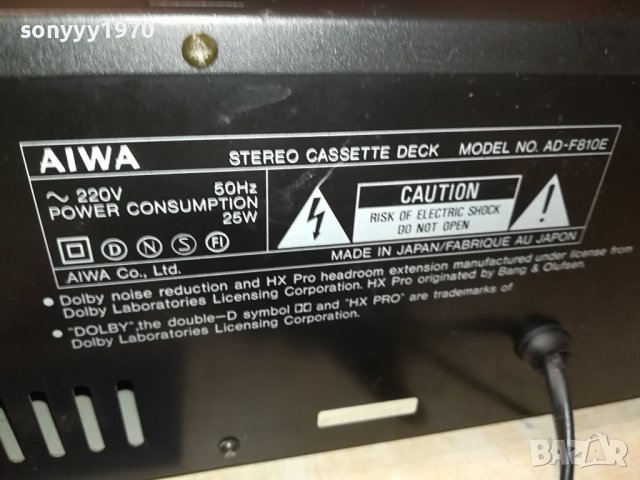 sonyyy1970
AIWA STEREO CASSETTE DECK MODEL NO. AD-F810E
~ 220V 50Hz
POWER CONSUMPTION
25W
D N S FI
AIWA Co., Ltd.
CAUTION
RISK OF ELECTRIC SHOCK
DO NOT OPEN
MADE IN JAPAN/FABRIQUE AU JAPON
• Dolby noise reduction and HX Pro headroom extension manufactured under license from
Dolby Laboratories Licensing Corporation. HX Pro originated by Bang & Olufsen.
• "DOLBY", the double-D symbol and "HX PRO" are trademarks of
Dolby Laboratories Licensing Corporation.
BAZAR